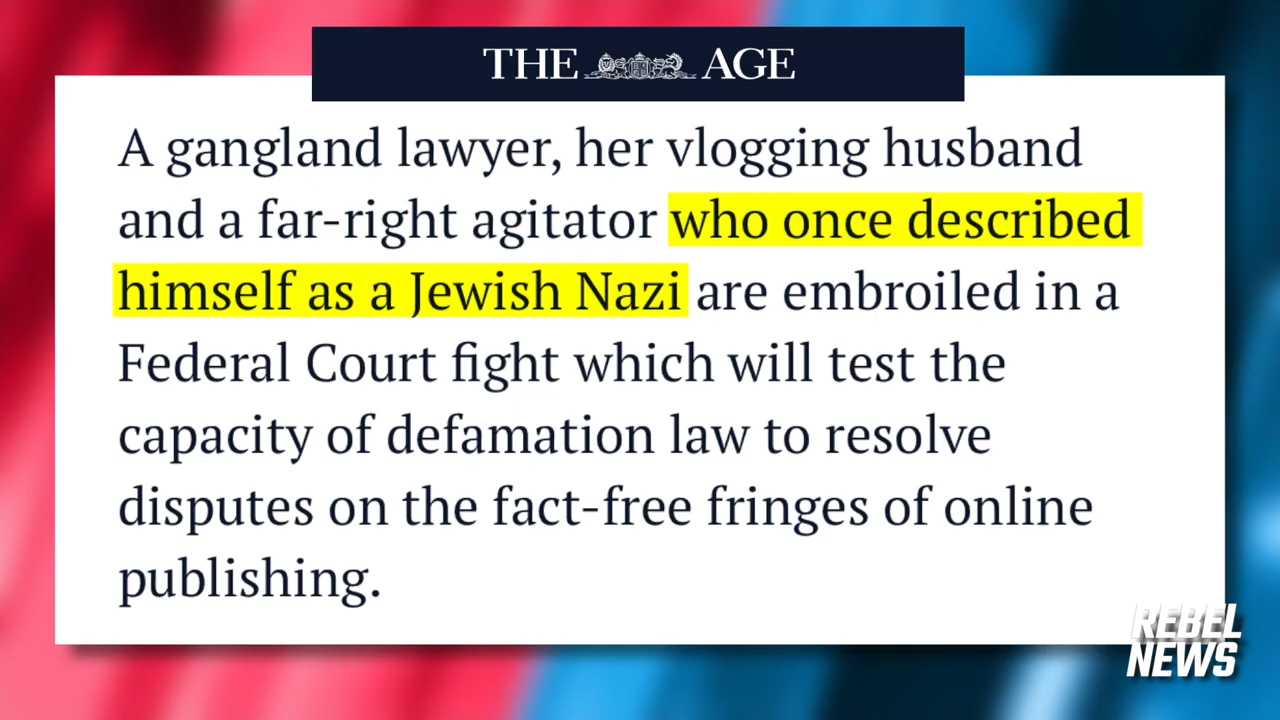 THE AGE
A gangland lawyer, her vlogging husband
and a far-right agitator who once described
himself as a Jewish Nazi are embroiled in a
Federal Court fight which will test the
capacity of defamation law to resolve
disputes on the fact-free fringes of online
publishing.
REBEL
NEWS